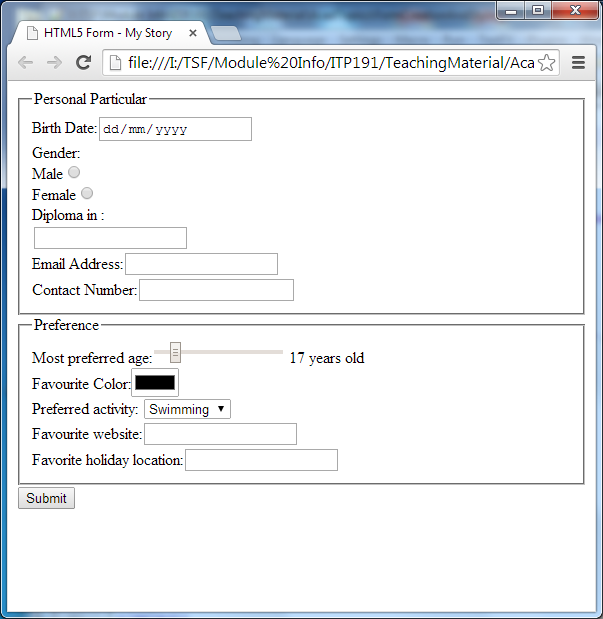 HTML5 Form - My Story
file:///I:/TSF/Module%20Info/ITP191/TeachingMaterial/Aca
Personal Particular
Birth Date: dd/mm/yyyy
Gender:
Male
Female
Diploma in :
Email Address:
Contact Number:
Preference
Most preferred age: 17 years old
Favourite Color:
Preferred activity: Swimming
Favourite website:
Favorite holiday location:
Submit